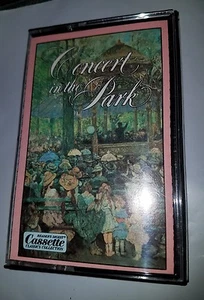 Concert
in the
Park
READER'S DIGEST
Cassette
CLASSICS COLLECTION